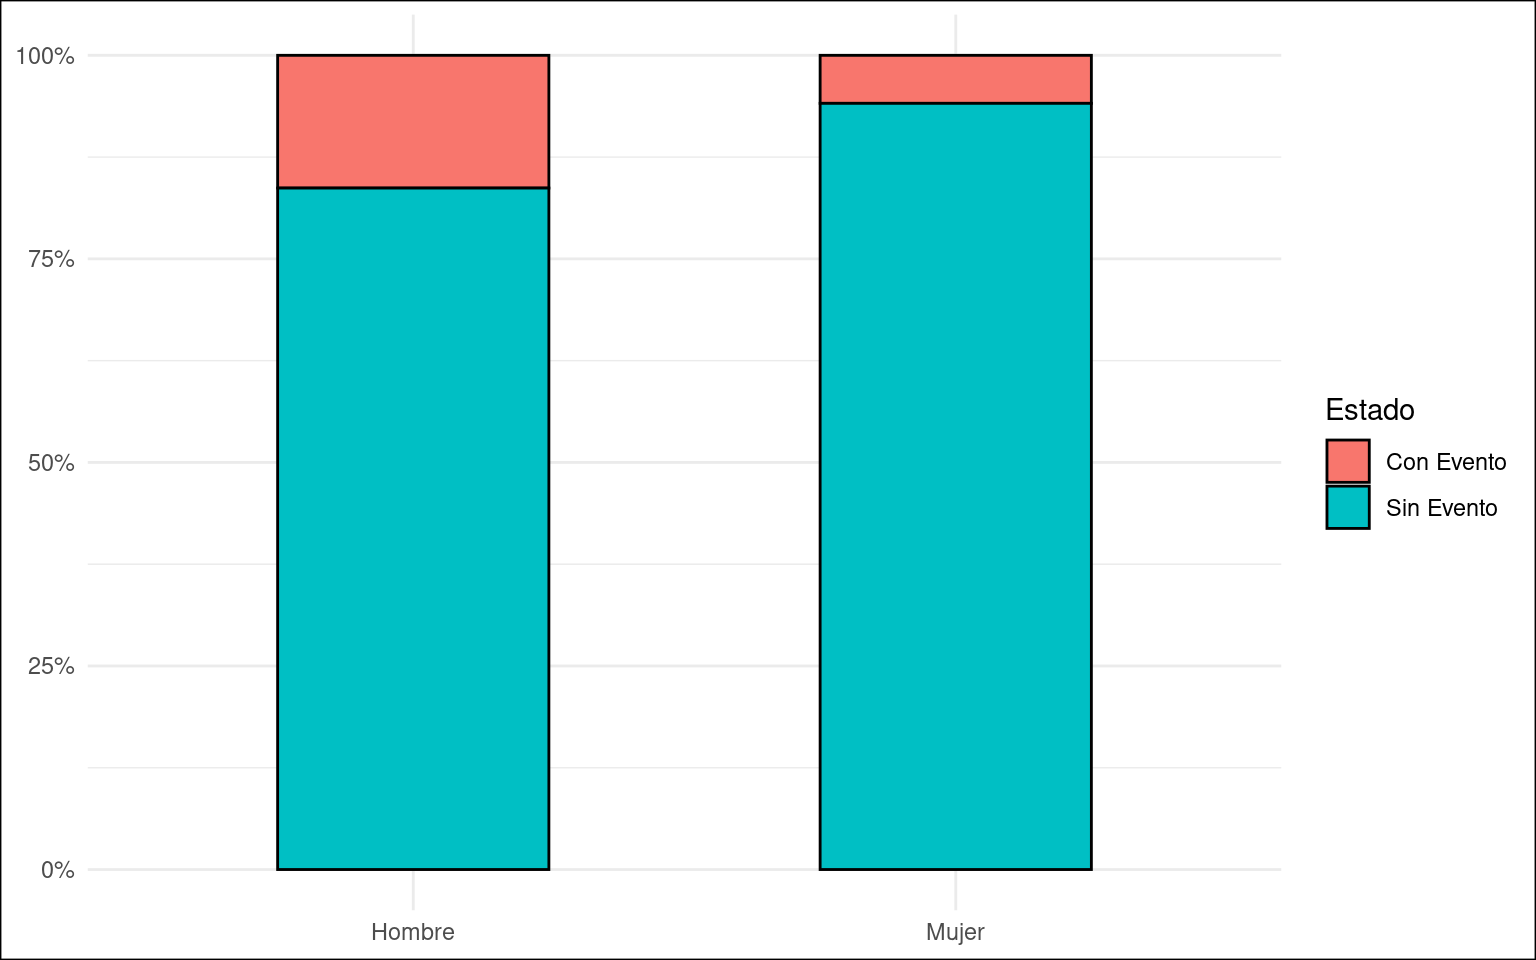 100%
75%
50%
25%
0%
Hombre
Mujer
Estado
Con Evento
Sin Evento